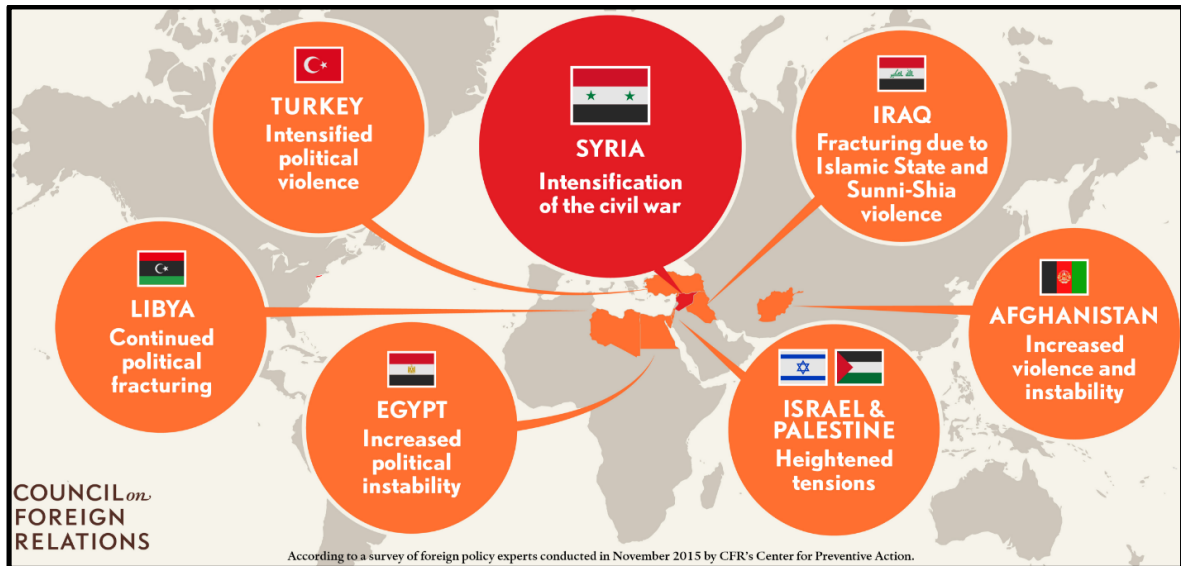 TURKEY
Intensified
political
violence
SYRIA
Intensification
of the civil war
IRAQ
Fracturing due to
Islamic State and
Sunni-Shia
violence
LIBYA
Continued
political
fracturing
EGYPT
Increased
political
instability
ISRAEL &
PALESTINE
Heightened
tensions
AFGHANISTAN
Increased
violence and
instability
COUNCIL on
FOREIGN
RELATIONS
According to a survey of foreign policy experts conducted in November 2015 by CFR's Center for Preventive Action.